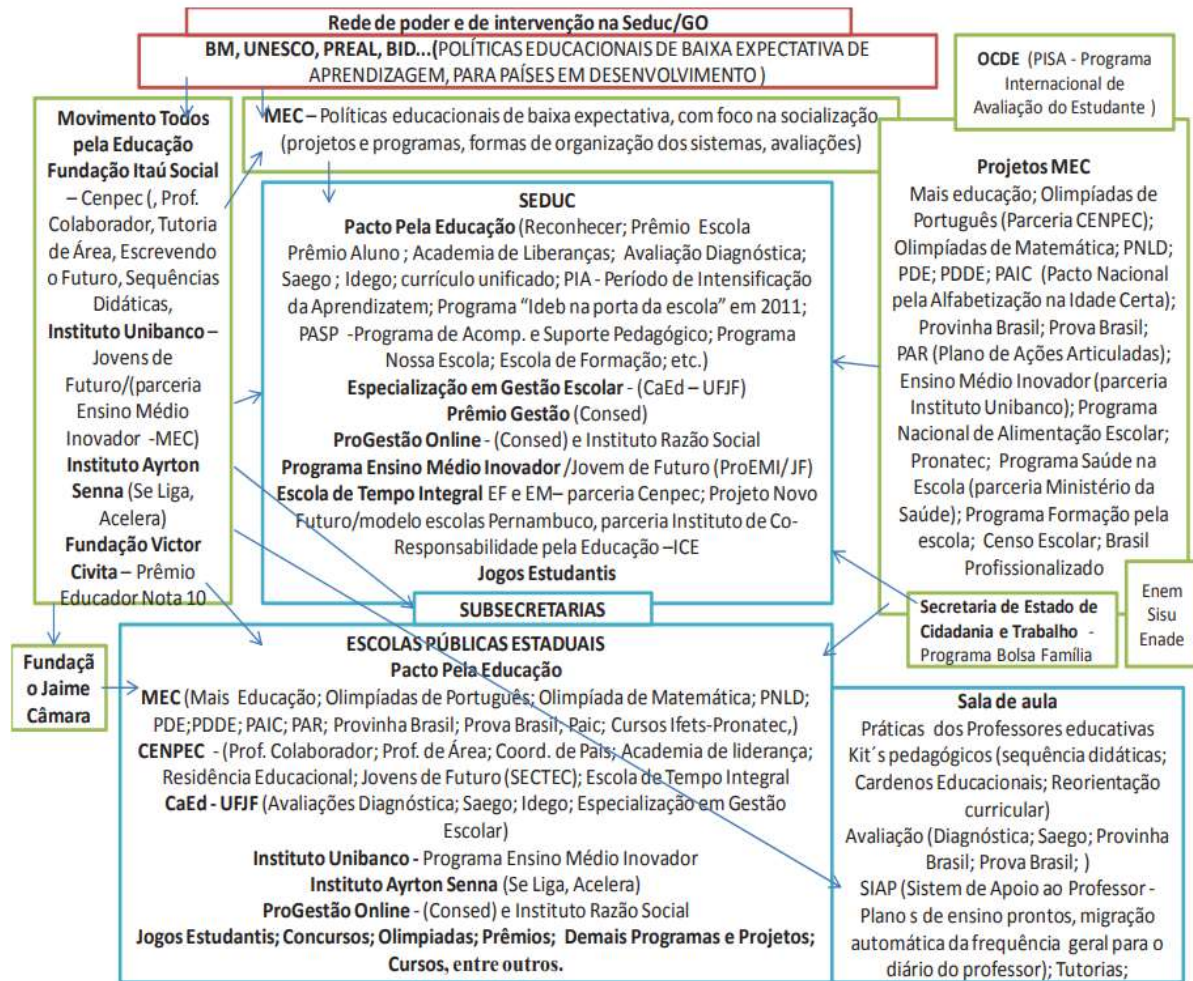 Rede de poder e de intervenção na Seduc/GO
BM, UNESCO, PREAL, BID...(POLÍTICAS EDUCACIONAIS DE BAIXA EXPECTATIVA DE
APRENDIZAGEM, PARA PAÍSES EM DESENVOLVIMENTO )
OCDE (PISA - Programa
Internacional de
Avaliação do Estudante )
Movimento Todos
pela Educação
Fundação Itaú Social
– Cenpec (, Prof.
Colaborador, Tutoria
de Área, Escrevendo
o Futuro, Sequências
Didáticas,
Instituto Unibanco –
Jovens de
Futuro/(parceria
Ensino Médio
Inovador -MEC)
Instituto Ayrton
Senna (Se Liga,
Acelera)
Fundação Victor
Civita – Prêmio
Educador Nota 10
MEC – Políticas educacionais de baixa expectativa, com foco na socialização
(projetos e programas, formas de organização dos sistemas, avaliações)
SEDUC
Pacto Pela Educação (Reconhecer; Prêmio Escola
Prêmio Aluno ; Academia de Liberanças; Avaliação Diagnóstica;
Saego ; Idego; currículo unificado; PIA - Período de Intensificação
da Aprendizatem; Programa “Ideb na porta da escola” em 2011;
PASP -Programa de Acomp. e Suporte Pedagógico; Programa
Nossa Escola; Escola de Formação; etc.)
Especialização em Gestão Escolar - (CaEd – UFJF)
Prêmio Gestão (Consed)
ProGestão Online - (Consed) e Instituto Razão Social
Programa Ensino Médio Inovador /Jovem de Futuro (ProEMI/ JF)
Escola de Tempo Integral EF e EM– parceria Cenpec; Projeto Novo
Futuro/modelo escolas Pernambuco, parceria Instituto de Co-
Responsabilidade pela Educação –ICE
Jogos Estudantis
Projetos MEC
Mais educação; Olimpíadas de
Português (Parceria CENPEC);
Olimpíadas de Matemática; PNLD;
PDE; PDDE; PAIC (Pacto Nacional
pela Alfabetização na Idade Certa);
Provinha Brasil; Prova Brasil;
PAR (Plano de Ações Articuladas);
Ensino Médio Inovador (parceria
Instituto Unibanco); Programa
Nacional de Alimentação Escolar;
Pronatec; Programa Saúde na
Escola (parceria Ministério da
Saúde); Programa Formação pela
escola; Censo Escolar; Brasil
Profissionalizado
Secretaria de Estado de
Cidadania e Trabalho -
Programa Bolsa Família
Enem
Sisu
Enade
SUBSECRETARIAS
Fundaçã
o Jaime
Câmara
ESCOLAS PÚBLICAS ESTADUAIS
Pacto Pela Educação
MEC (Mais Educação; Olimpíadas de Português; Olimpíada de Matemática; PNLD;
PDE;PDDE; PAIC; PAR; Provinha Brasil; Prova Brasil, Paic; Cursos Ifets-Pronatec,)
CENPEC - (Prof. Colaborador; Prof. de Área; Coord. de Pais; Academia de liderança;
Residência Educacional; Jovens de Futuro (SECTEC); Escola de Tempo Integral
CaEd - UFJF (Avaliações Diagnóstica; Saego; Idego; Especialização em Gestão
Escolar)
Instituto Unibanco - Programa Ensino Médio Inovador
Instituto Ayrton Senna (Se Liga, Acelera)
ProGestão Online - (Consed) e Instituto Razão Social
Jogos Estudantis; Concursos; Olimpiadas; Prêmios; Demais Programas e Projetos;
Cursos, entre outros.
Sala de aula
Práticas dos Professores educativas
Kit´s pedagógicos (sequência didáticas;
Cardenos Educacionais; Reorientação
curricular)
Avaliação (Diagnóstica; Saego; Provinha
Brasil; Prova Brasil; )
SIAP (Sistem de Apoio ao Professor -
Plano s de ensino prontos, migração
automática da frequência geral para o
diário do professor); Tutorias;